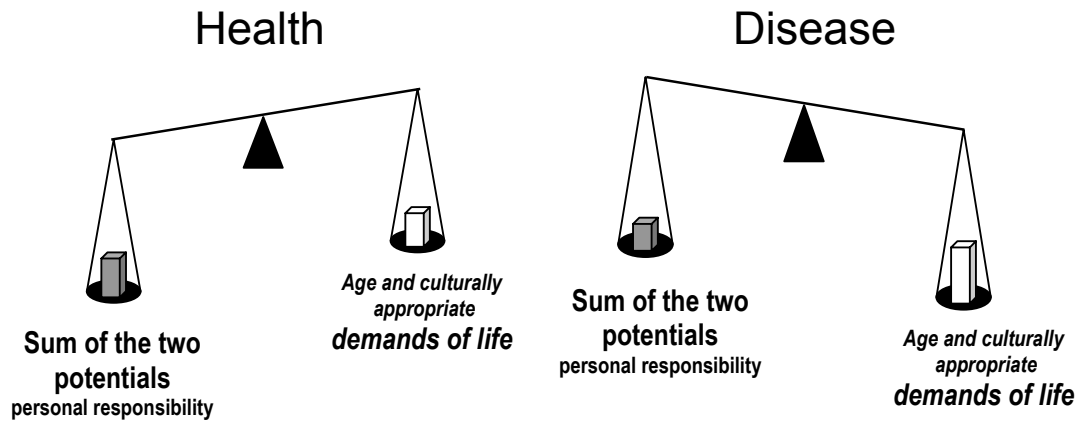 Health
Sum of the two
potentials
personal responsibility
Age and culturally
appropriate
demands of life
Disease
Sum of the two
potentials
personal responsibility
Age and culturally
appropriate
demands of life